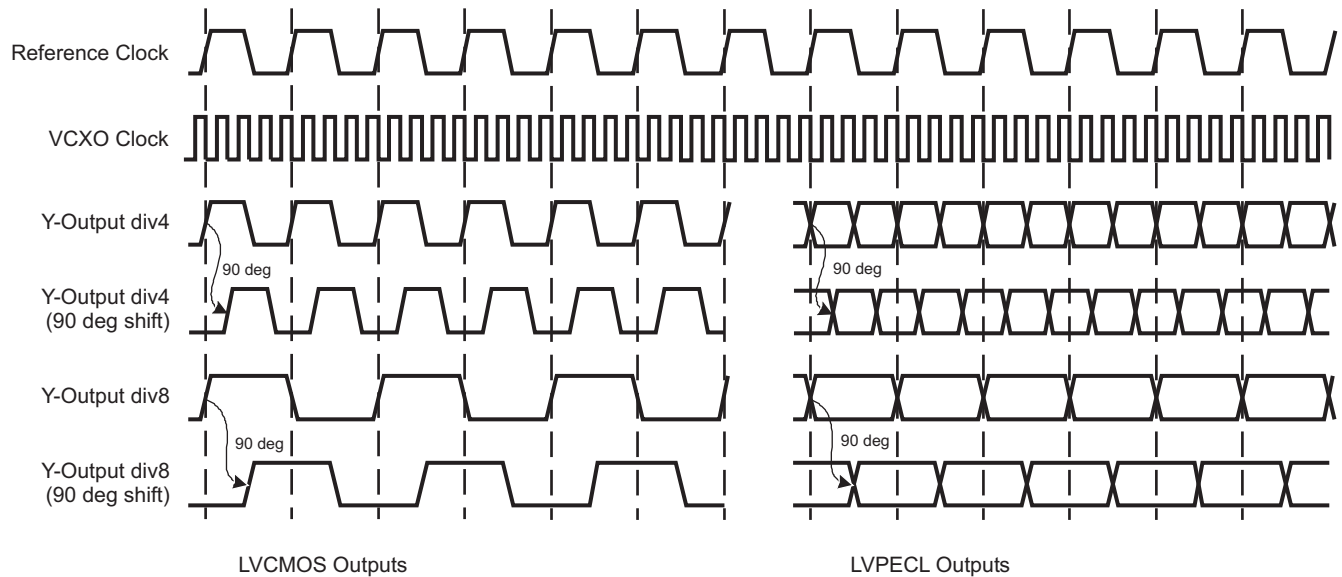 Reference Clock
VCXO Clock
Y-Output div4
90 deg
90 deg
Y-Output div4
(90 deg shift)
Y-Output div8
90 deg
90 deg
Y-Output div8
(90 deg shift)
LVCMOS Outputs
LVPECL Outputs